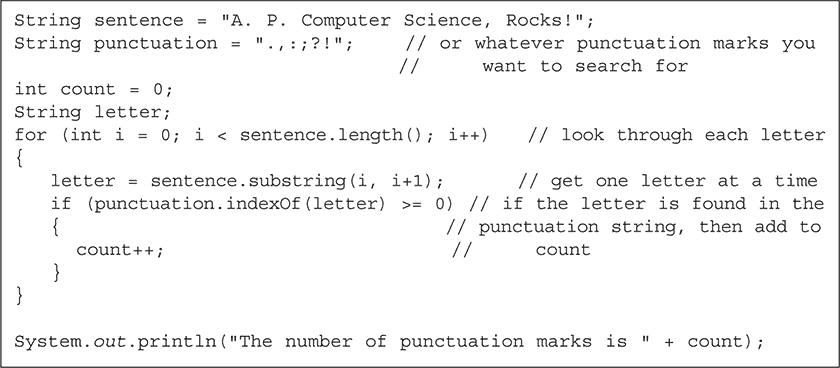 String sentence = "A. P. Computer Science, Rocks!";
String punctuation = ".,:;?!";     // or whatever punctuation marks you
                               //     want to search for
int count = 0;
String letter;
for (int i = 0; i < sentence.length(); i++)   // look through each letter
{
   letter = sentence.substring(i, i+1);      // get one letter at a time
   if (punctuation.indexOf(letter) >= 0) // if the letter is found in the
   {                               // punctuation string, then add to
     count++;                       //     count
   }
}
System.out.println("The number of punctuation marks is " + count);